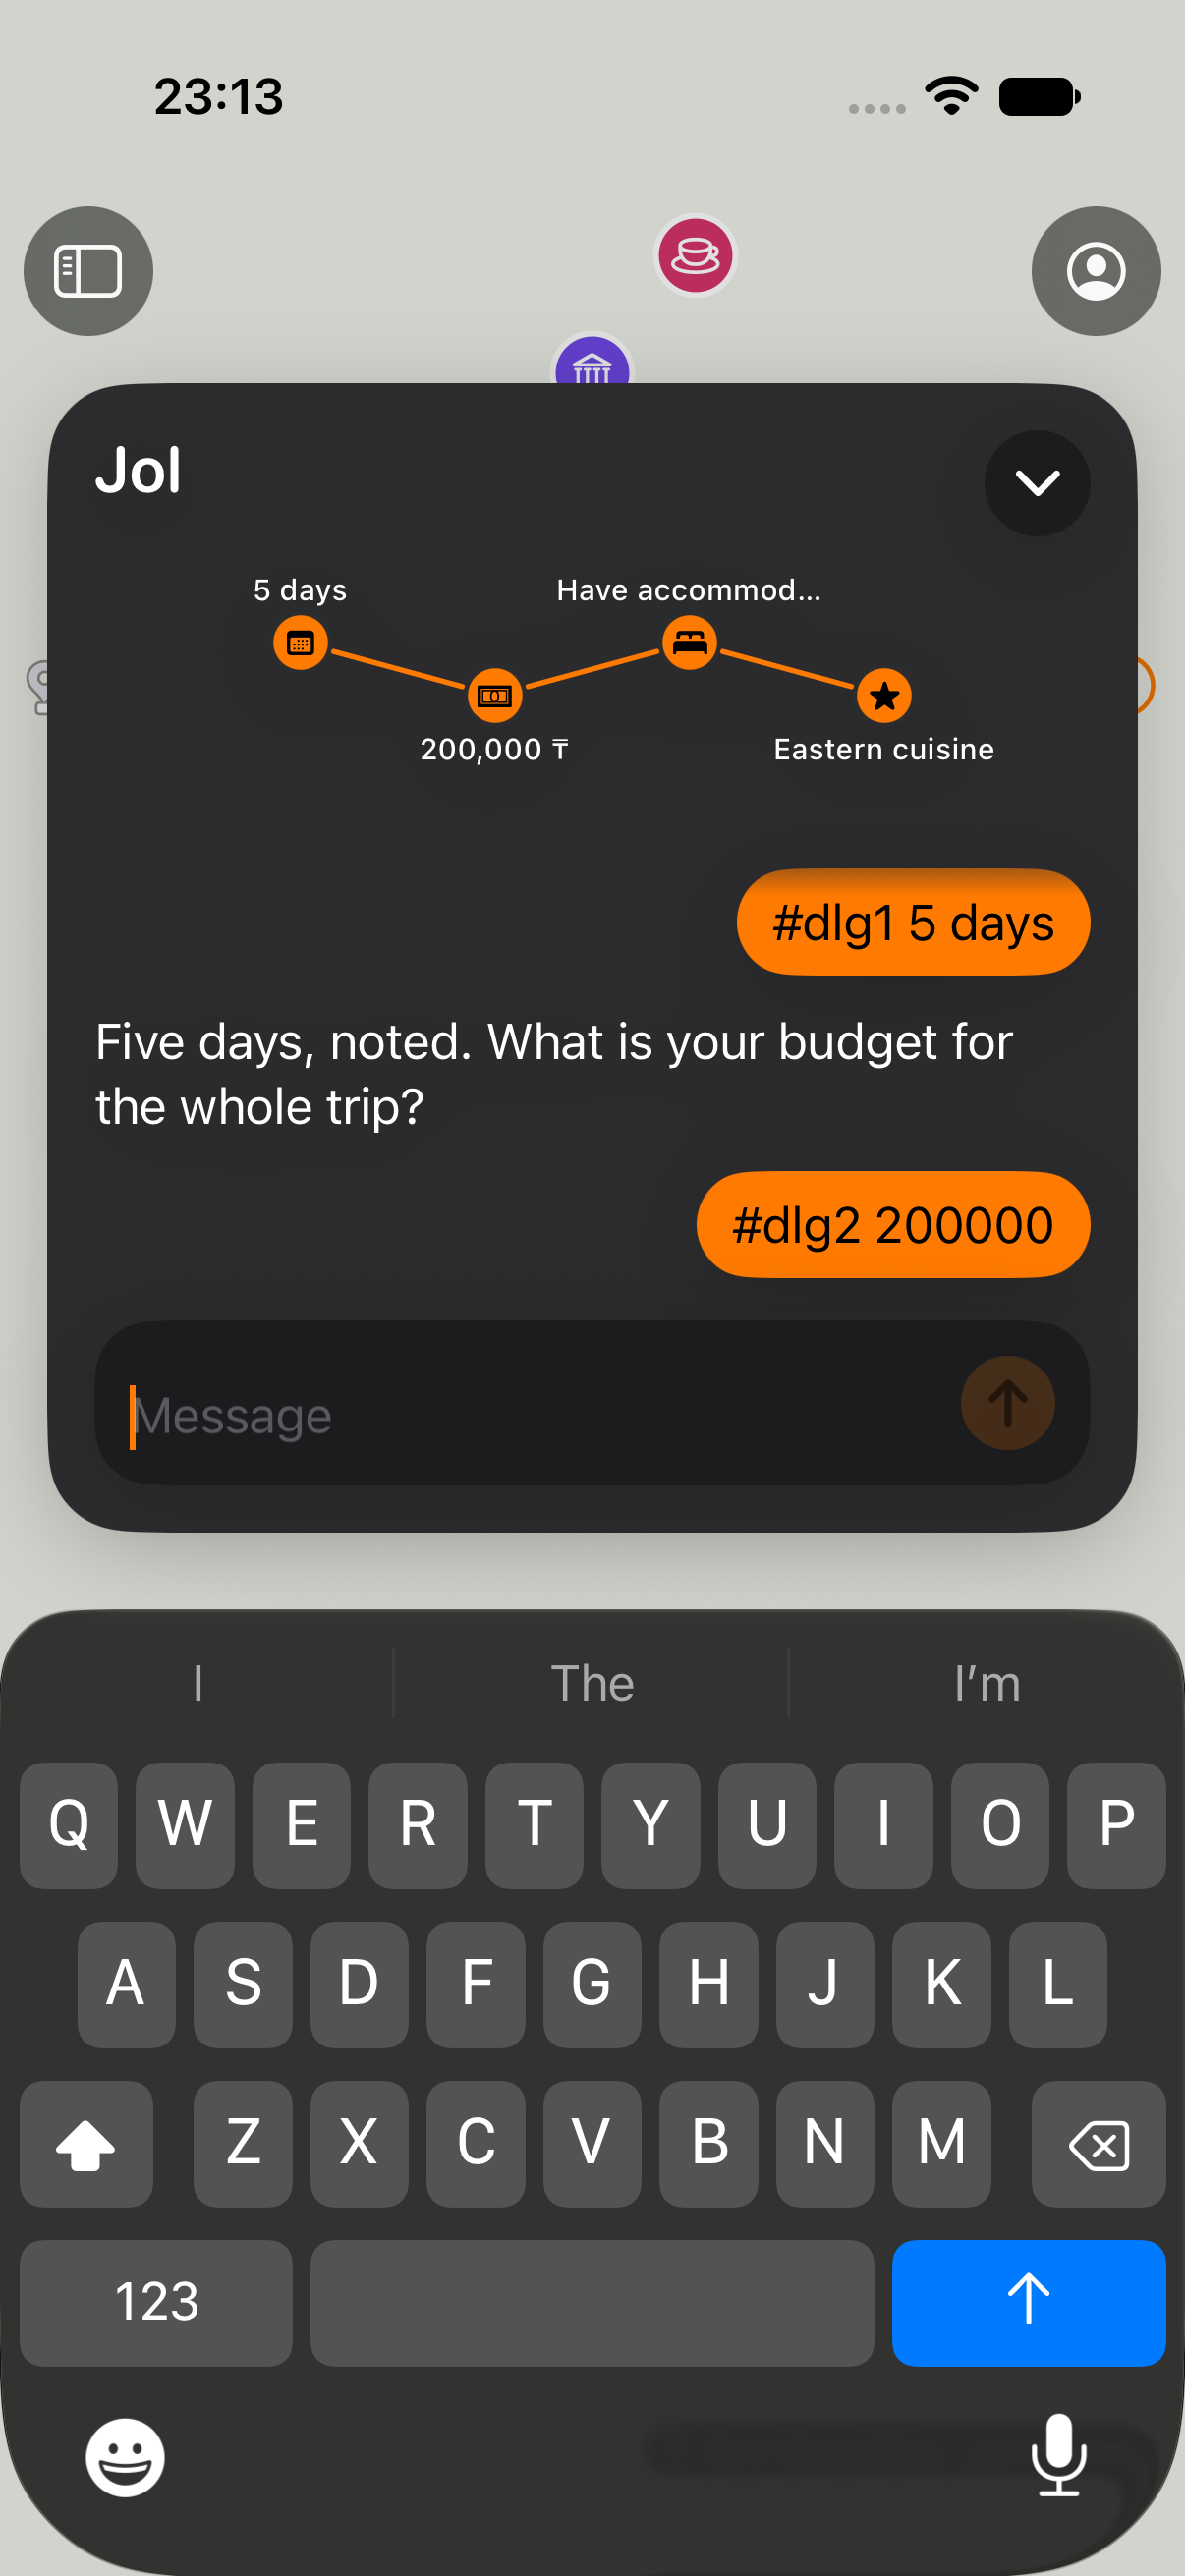 23:13
Jol
5 days
Have accommod...
200,000 ₸
Eastern cuisine
#dlg1 5 days
Five days, noted. What is your budget for
the whole trip?
#dlg2 200000
Message
I The I’m
Q W E R T Y U I O P
A S D F G H J K L
Z X C V B N M
123